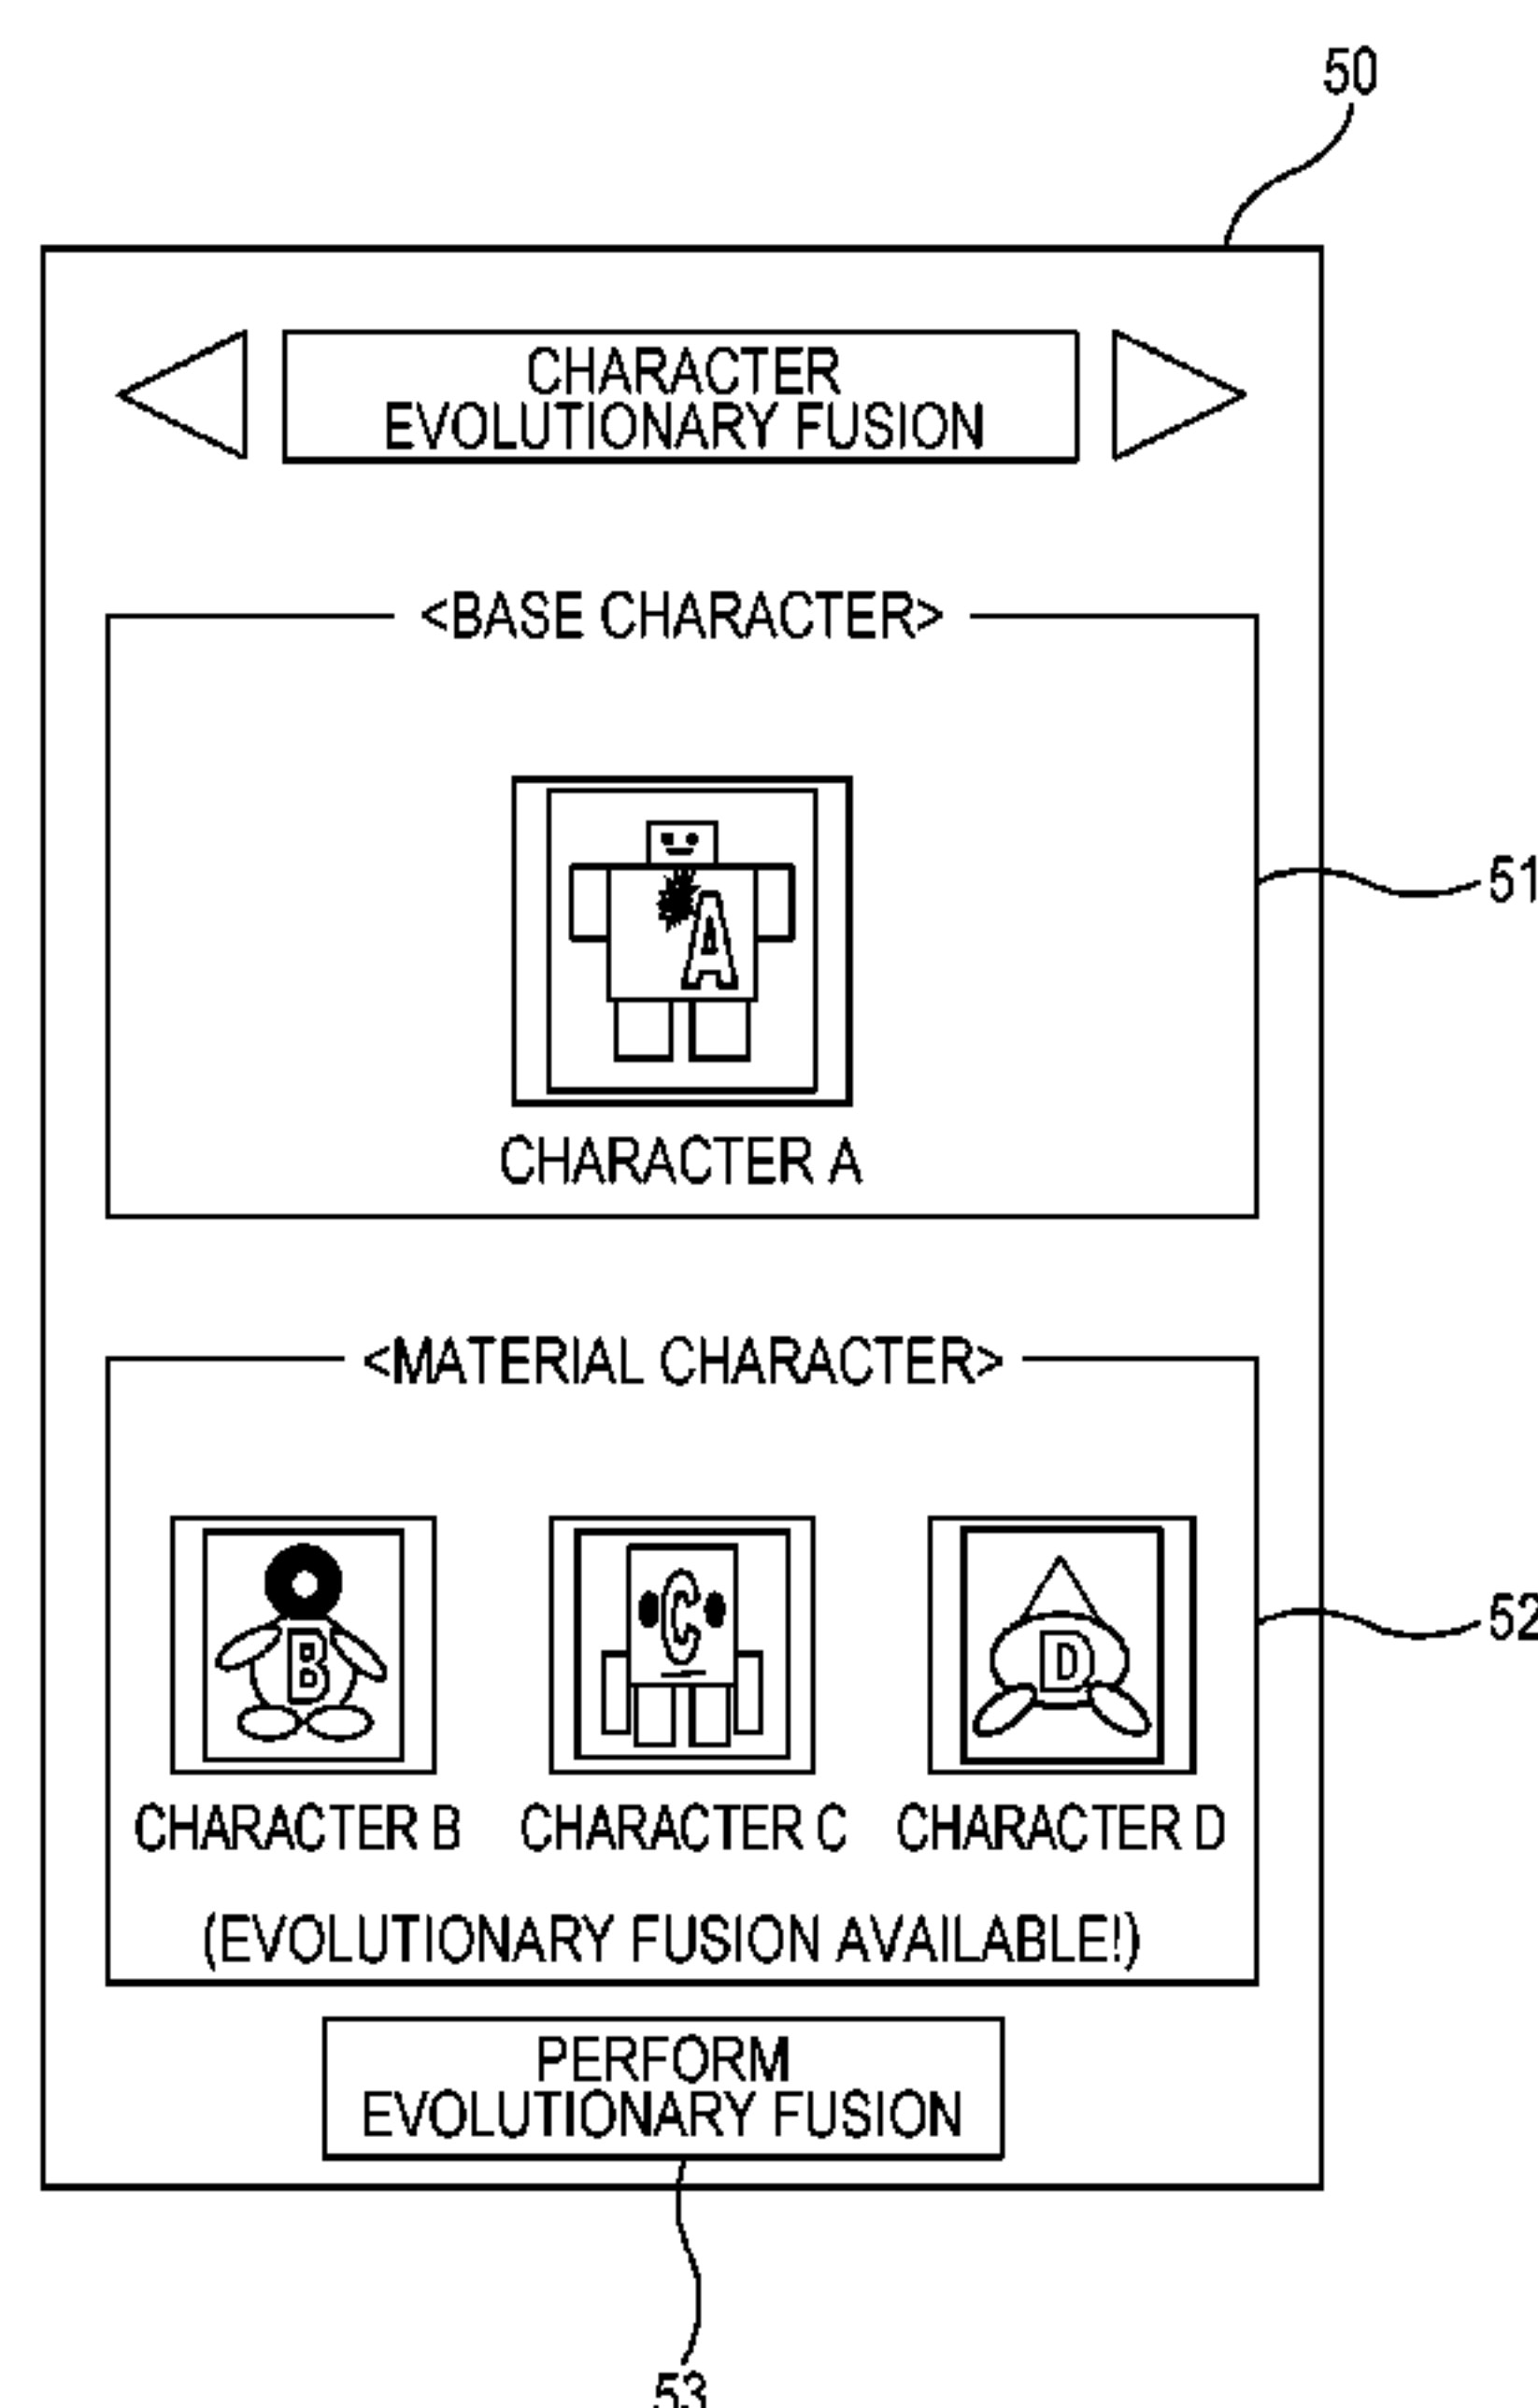 50
CHARACTER
EVOLUTIONARY FUSION
<BASE CHARACTER>
A
51
CHARACTER A
<MATERIAL CHARACTER>
B C D
52
CHARACTER B CHARACTER C CHARACTER D
(EVOLUTIONARY FUSION AVAILABLE!)
PERFORM
EVOLUTIONARY FUSION
53